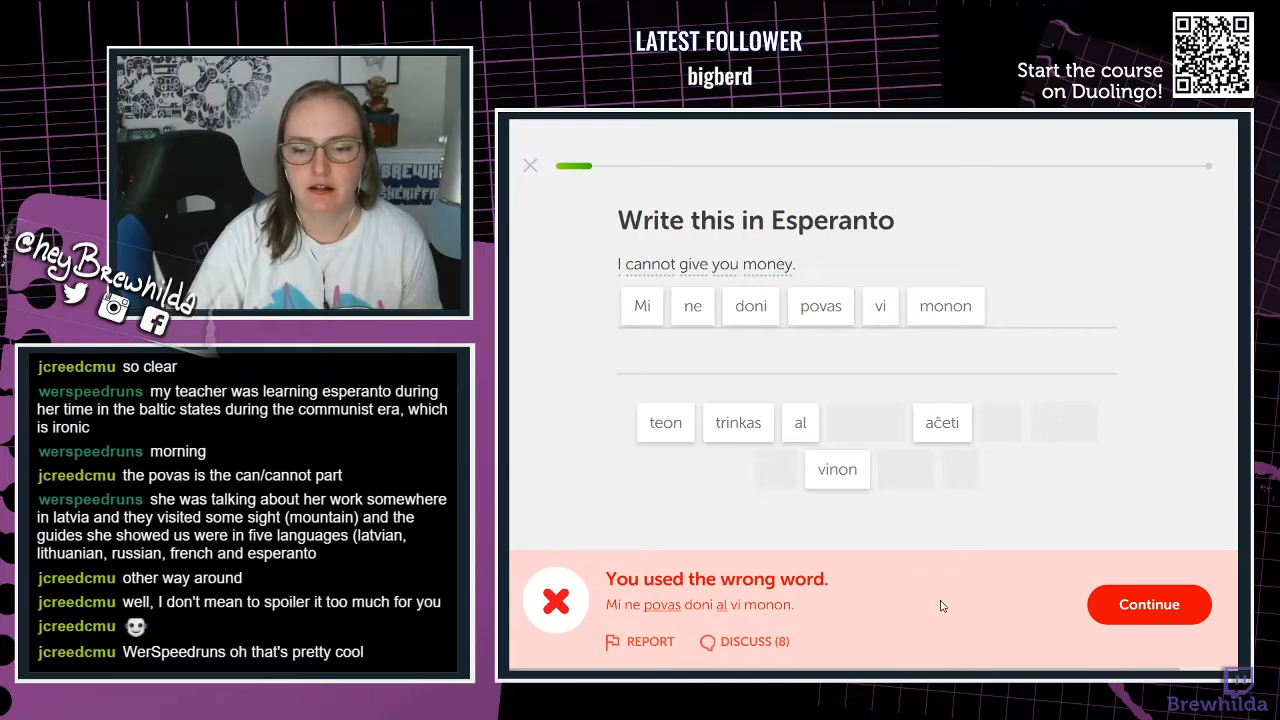 LATEST FOLLOWER
bigberd
Start the course
on Duolingo!
@heyBrewhilda
jcreedcmu so clear
werspeedruns my teacher was learning esperanto during
her time in the baltic states during the communist era, which
is ironic
werspeedruns morning
jcreedcmu the povas is the can/cannot part
werspeedruns she was talking about her work somewhere
in latvia and they visited some sight (mountain) and the
guides she showed us were in five languages (latvian,
lithuanian, russian, french and esperanto
jcreedcmu other way around
jcreedcmu well, I don't mean to spoiler it too much for you
jcreedcmu
jcreedcmu WerSpeedruns oh that's pretty cool
Write this in Esperanto
I cannot give you money.
Mi ne doni povas vi monon
teon trinkas al aĉeti
vinon
You used the wrong word.
Mi ne povas doni al vi monon.
REPORT DISCUSS (8)
Continue
Brewhilda